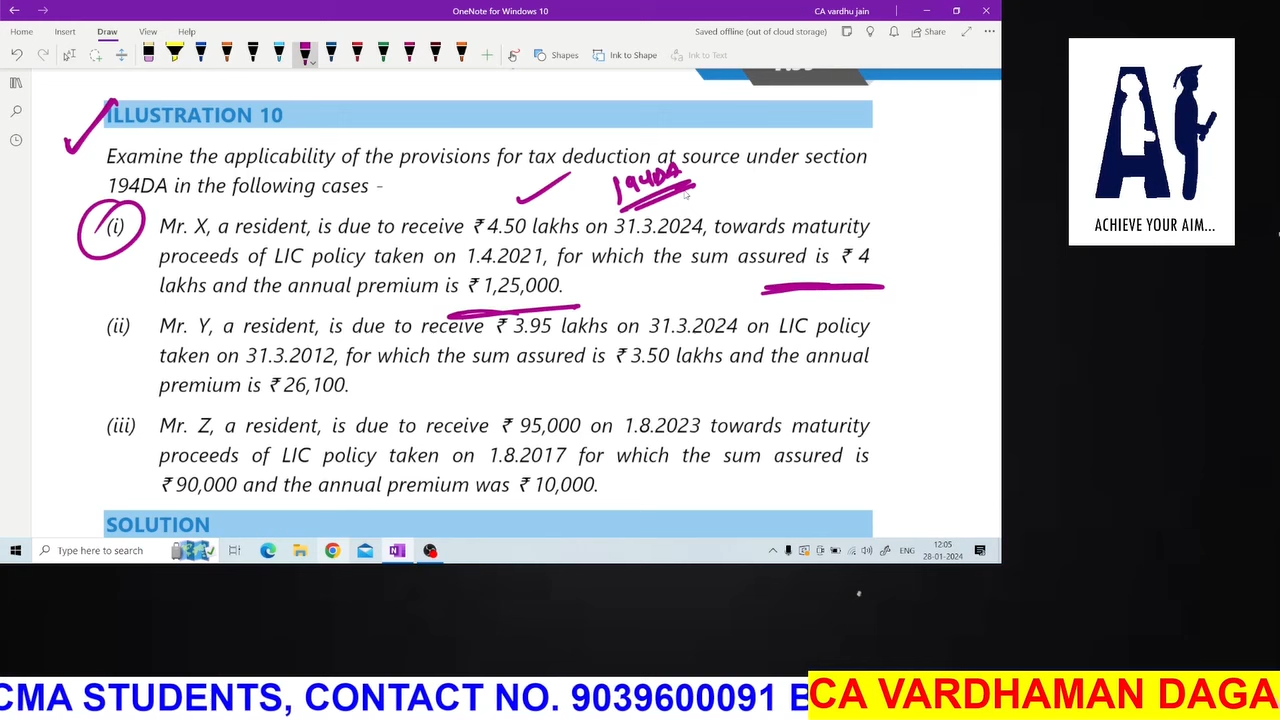 OneNote for Windows 10
CA vardhu jain
Home Insert Draw View Help
Saved offline (out of cloud storage) Share
Shapes Ink to Shape Ink to Text
ILLUSTRATION 10
Examine the applicability of the provisions for tax deduction at source under section
194DA in the following cases -
194DA
(i) Mr. X, a resident, is due to receive ₹ 4.50 lakhs on 31.3.2024, towards maturity
proceeds of LIC policy taken on 1.4.2021, for which the sum assured is ₹ 4
lakhs and the annual premium is ₹ 1,25,000.
(ii) Mr. Y, a resident, is due to receive ₹ 3.95 lakhs on 31.3.2024 on LIC policy
taken on 31.3.2012, for which the sum assured is ₹ 3.50 lakhs and the annual
premium is ₹ 26,100.
(iii) Mr. Z, a resident, is due to receive ₹ 95,000 on 1.8.2023 towards maturity
proceeds of LIC policy taken on 1.8.2017 for which the sum assured is
₹ 90,000 and the annual premium was ₹ 10,000.
SOLUTION
Type here to search
ENG
12:05
28-01-2024
A
ACHIEVE YOUR AIM...
CMA STUDENTS, CONTACT NO. 9039600091 B
CA VARDHAMAN DAGA